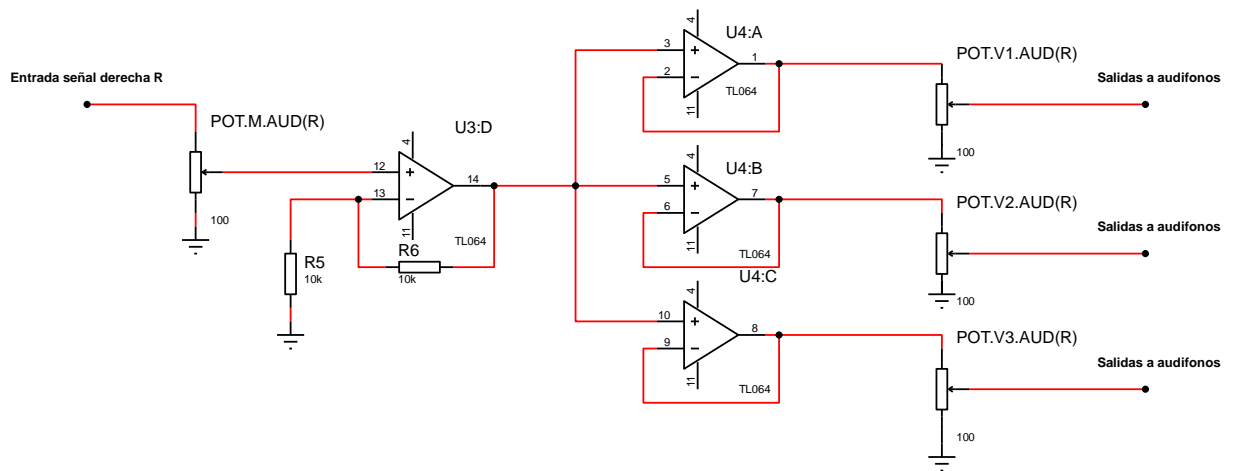 Entrada señal derecha R
POT.M.AUD(R)
100
U3:D
12
13
14
4
11
TL064
R5
10k
R6
10k
U4:A
3
2
1
4
11
TL064
POT.V1.AUD(R)
100
Salidas a audifonos
U4:B
5
6
7
4
11
TL064
POT.V2.AUD(R)
100
Salidas a audifonos
U4:C
10
9
8
4
11
TL064
POT.V3.AUD(R)
100
Salidas a audifonos